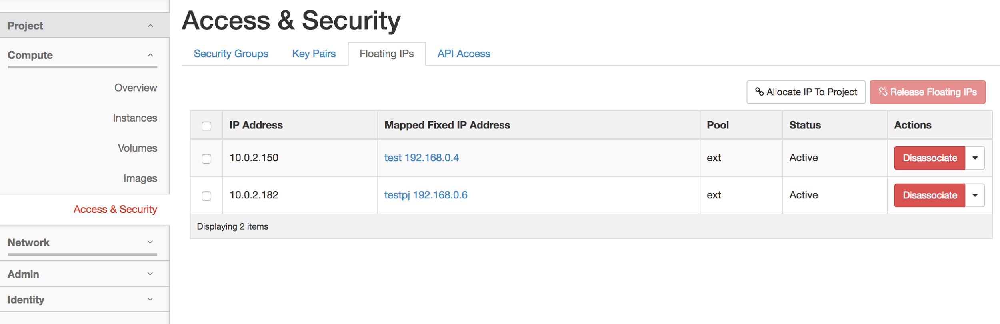 Project
Compute
Overview
Instances
Volumes
Images
Access & Security
Network
Admin
Identity
Access & Security
Security Groups Key Pairs Floating IPs API Access
Allocate IP To Project Release Floating IPs
IP Address Mapped Fixed IP Address Pool Status Actions
10.0.2.150 test 192.168.0.4 ext Active Disassociate
10.0.2.182 testpj 192.168.0.6 ext Active Disassociate
Displaying 2 items